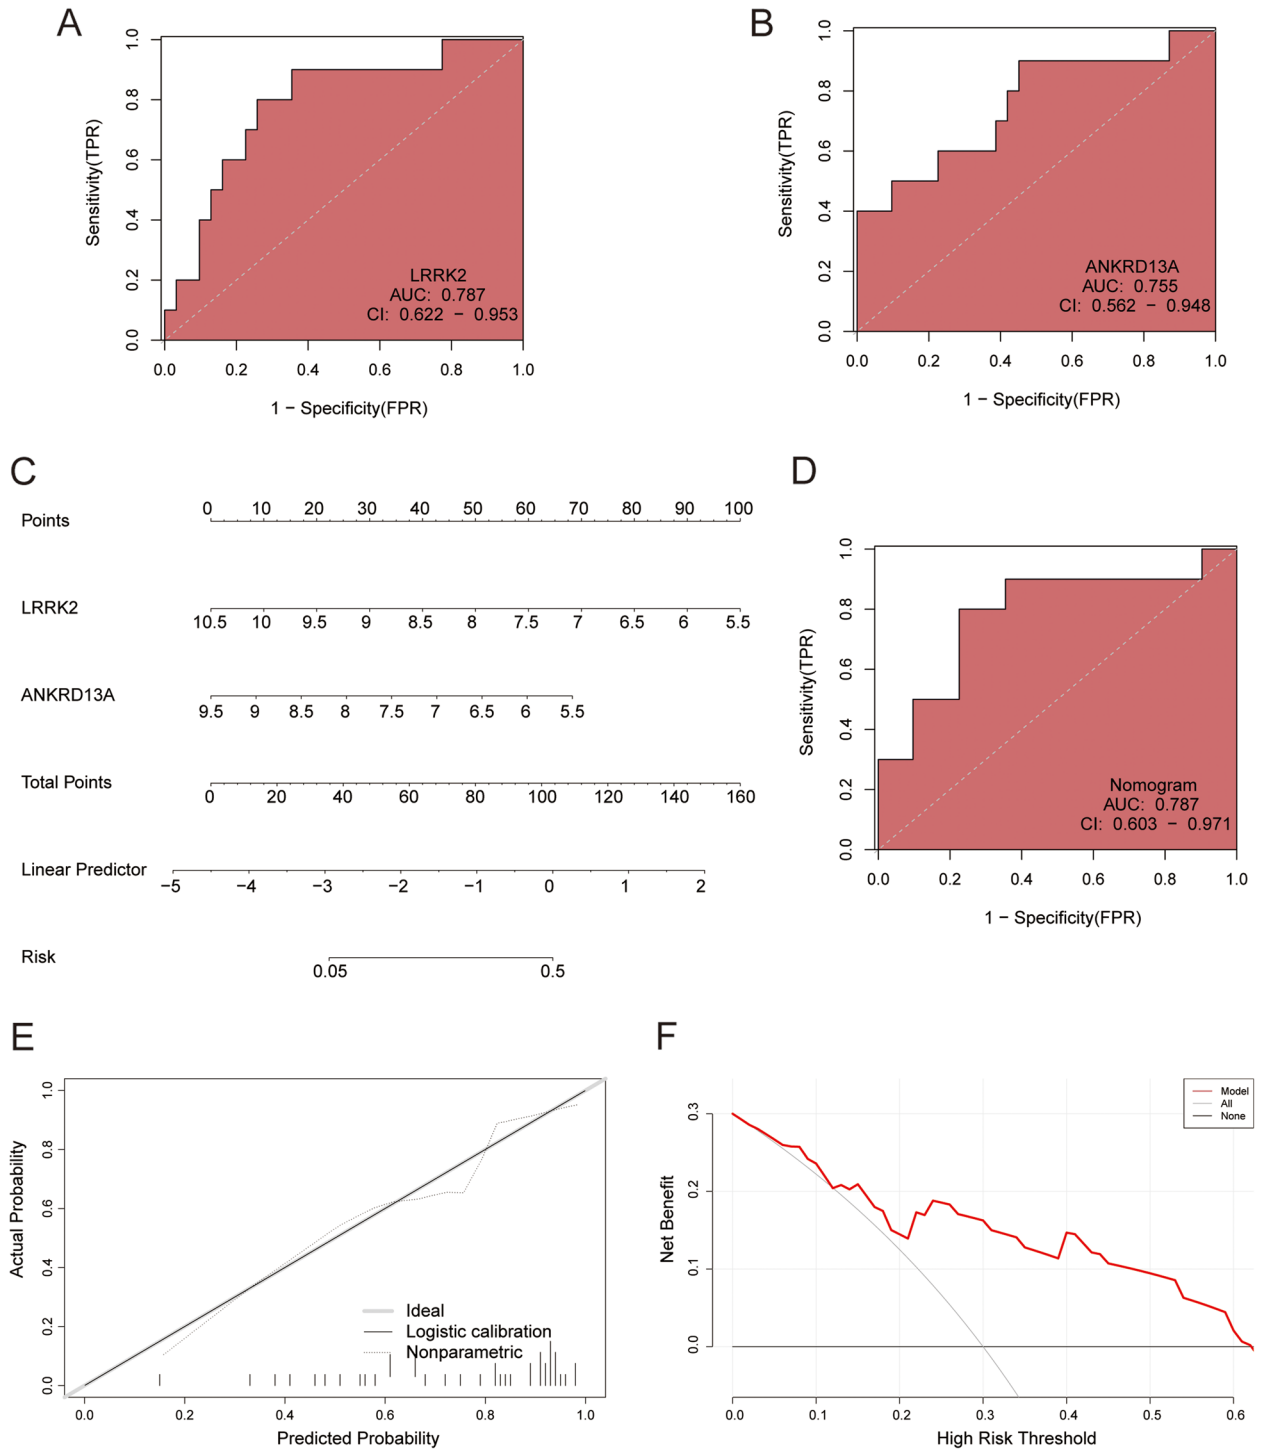 A
1.0
0.8
0.6
0.4
0.2
0.0
Sensitivity(TPR)
LRRK2
AUC: 0.787
CI: 0.622 − 0.953
0.0 0.2 0.4 0.6 0.8 1.0
1 − Specificity(FPR)
B
1.0
0.8
0.6
0.4
0.2
0.0
Sensitivity(TPR)
ANKRD13A
AUC: 0.755
CI: 0.562 − 0.948
0.0 0.2 0.4 0.6 0.8 1.0
1 − Specificity(FPR)
C
Points 0 10 20 30 40 50 60 70 80 90 100
LRRK2 10.5 10 9.5 9 8.5 8 7.5 7 6.5 6 5.5
ANKRD13A 9.5 9 8.5 8 7.5 7 6.5 6 5.5
Total Points 0 20 40 60 80 100 120 140 160
Linear Predictor −5 −4 −3 −2 −1 0 1 2
Risk 0.05 0.5
D
1.0
0.8
0.6
0.4
0.2
0.0
Sensitivity(TPR)
Nomogram
AUC: 0.787
CI: 0.603 − 0.971
0.0 0.2 0.4 0.6 0.8 1.0
1 − Specificity(FPR)
E
1.0
0.8
0.6
0.4
0.2
0.0
Actual Probability
Ideal
Logistic calibration
Nonparametric
0.0 0.2 0.4 0.6 0.8 1.0
Predicted Probability
F
Model
All
None
0.3
0.2
0.1
0.0
Net Benefit
0.0 0.1 0.2 0.3 0.4 0.5 0.6
High Risk Threshold